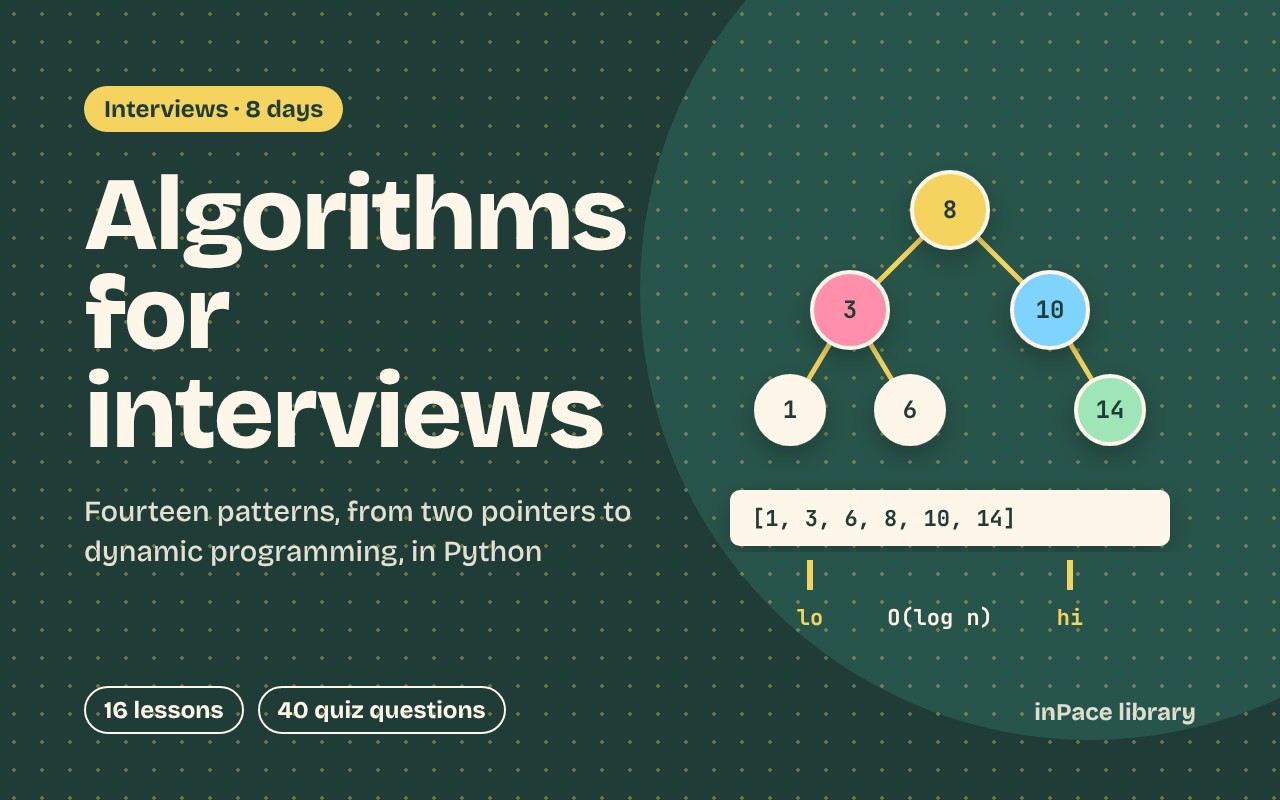 Interviews · 8 days
Algorithms
for
interviews
Fourteen patterns, from two pointers to
dynamic programming, in Python
16 lessons
40 quiz questions
8
3
10
1
6
14
[1, 3, 6, 8, 10, 14]
lo
O(log n)
hi
inPace library